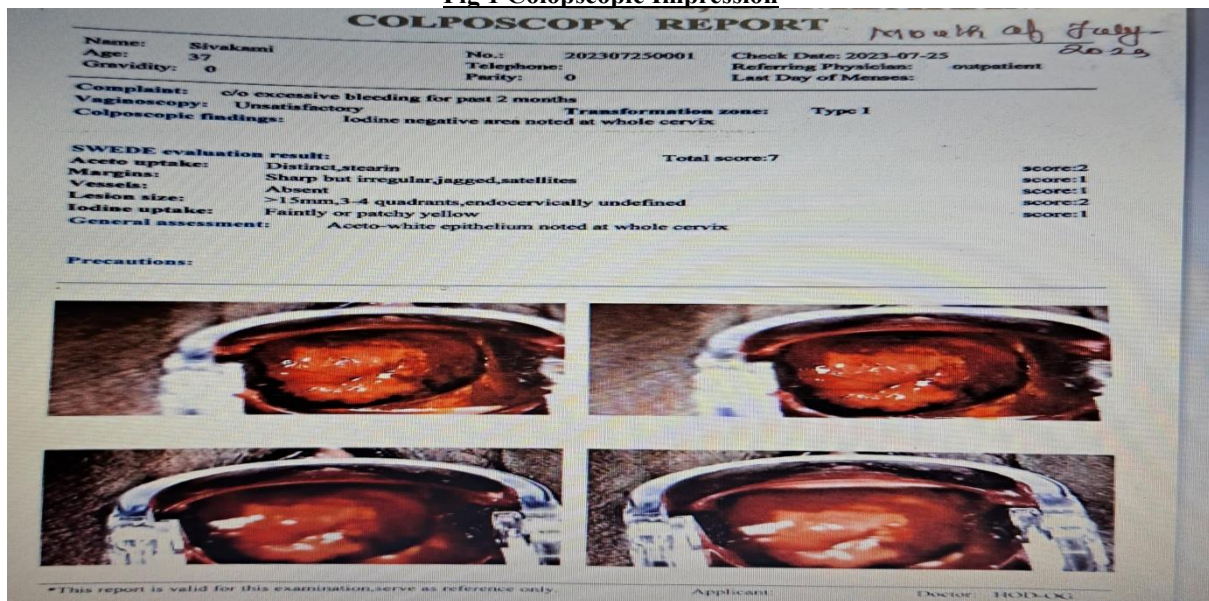 Fig 1 Colopscopic Impression
COLPOSCOPY REPORT
Month of July-
2023
Name: Sivakami
Age: 37 No.: 202307250001 Check Date: 2023-07-25
Gravidity: 0 Telephone: Referring Physician: outpatient
Parity: 0 Last Day of Menses:
Complaint: c/o excessive bleeding for past 2 months
Vaginoscopy: Unsatisfactory Transformation zone: Type I
Colposcopic findings: Iodine negative area noted at whole cervix
SWEDE evaluation result: Total score:7
Aceto uptake: Distinct,stearin score:2
Margins: Sharp but irregular,jagged,satellites score:1
Vessels: Absent score:1
Lesion size: >15mm,3-4 quadrants,endocervically undefined score:2
Iodine uptake: Faintly or patchy yellow score:1
General assessment: Aceto-white epithelium noted at whole cervix
Precautions:
*This report is valid for this examination,serve as reference only. Applicant: Doctor: HOD-OG